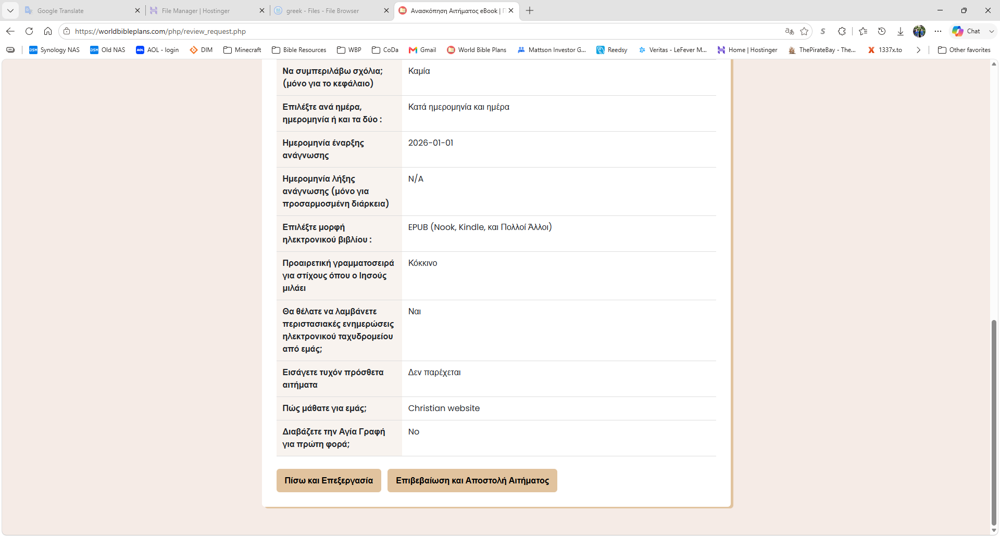 Google Translate
File Manager | Hostinger
greek - Files - File Browser
Ανασκόπηση Αιτήματος eBook | Π
https://worldbibleplans.com/php/review_request.php
Chat
Synology NAS
Old NAS
AOL - login
DIM
Minecraft
Bible Resources
WBP
CoDa
Gmail
World Bible Plans
Mattson Investor G...
Reedsy
Veritas - LeFever M...
Home | Hostinger
ThePirateBay - The...
1337x.to
Other favorites
Να συμπεριλάβω σχόλια;
(μόνο για το κεφάλαιο)
Καμία
Επιλέξτε ανά ημέρα,
ημερομηνία ή και τα δύο :
Κατά ημερομηνία και ημέρα
Ημερομηνία έναρξης
ανάγνωσης
2026-01-01
Ημερομηνία λήξης
ανάγνωσης (μόνο για
προσαρμοσμένη διάρκεια)
N/A
Επιλέξτε μορφή
ηλεκτρονικού βιβλίου :
EPUB (Nook, Kindle, και Πολλοί Άλλοι)
Προαιρετική γραμματοσειρά
για στίχους όπου ο Ιησούς
μιλάει
Κόκκινο
Θα θέλατε να λαμβάνετε
περιστασιακές ενημερώσεις
ηλεκτρονικού ταχυδρομείου
από εμάς;
Ναι
Εισάγετε τυχόν πρόσθετα
αιτήματα
Δεν παρέχεται
Πώς μάθατε για εμάς;
Christian website
Διαβάζετε την Αγία Γραφή
για πρώτη φορά;
No
Πίσω και Επεξεργασία
Επιβεβαίωση και Αποστολή Αιτήματος